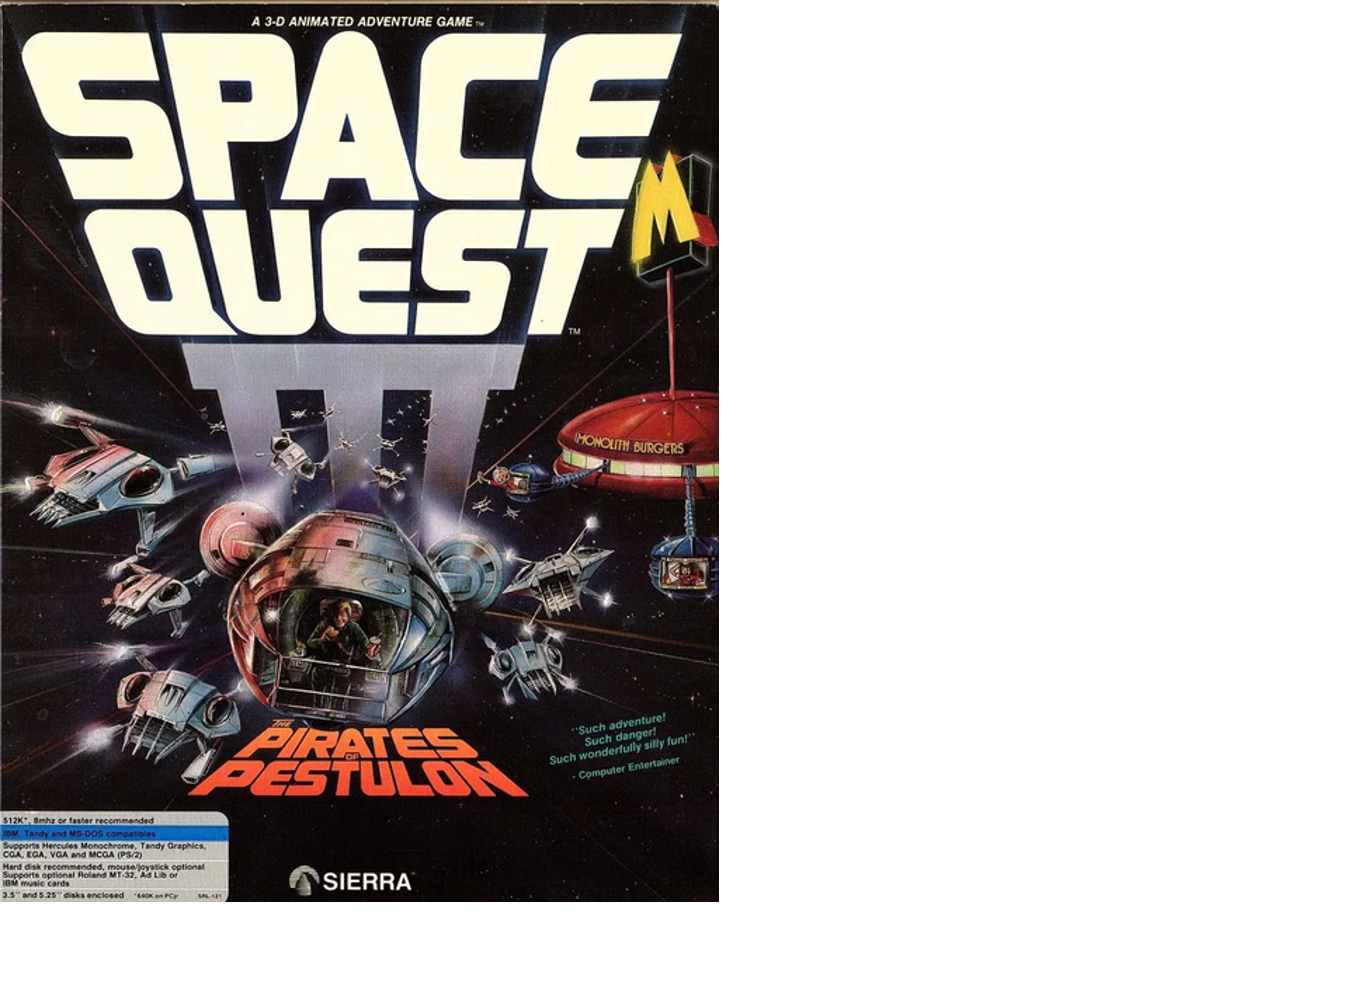 A 3-D ANIMATED ADVENTURE GAME™
SPACE
QUEST™
III
M
MONOLITH BURGERS
THE
PIRATES
OF
PESTULON
"Such adventure!
Such danger!
Such wonderfully silly fun!"
- Computer Entertainer
512K*, 8mhz or faster recommended
IBM, Tandy and MS-DOS compatibles
Supports Hercules Monochrome, Tandy Graphics,
CGA, EGA, VGA and MCGA (PS/2)
Hard disk recommended, mouse/joystick optional
Supports optional Roland MT-32, Ad Lib or
IBM music cards
3.5" and 5.25" disks enclosed *640K on PCjr SRL-121
SIERRA